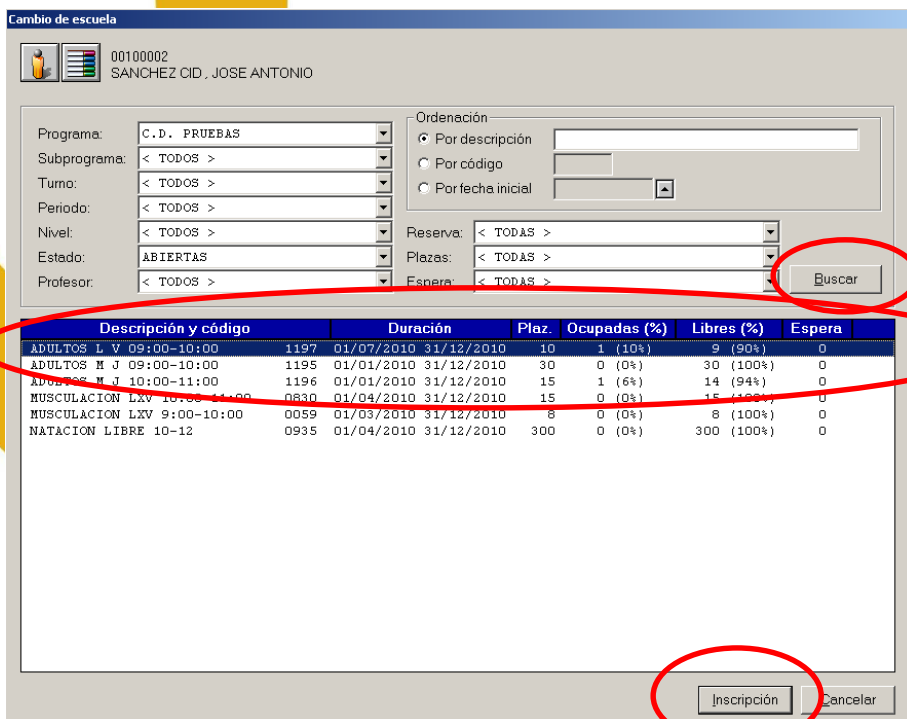 Cambio de escuela
00100002
SANCHEZ CID , JOSE ANTONIO
Ordenación
Programa: C.D. PRUEBAS
Por descripción
Subprograma: < TODOS >
Por código
Turno: < TODOS >
Por fecha inicial
Periodo: < TODOS >
Nivel: < TODOS > Reserva: < TODAS >
Estado: ABIERTAS Plazas: < TODAS >
Profesor: < TODOS > Espera: < TODAS > Buscar
Descripción y código Duración Plaz. Ocupadas (%) Libres (%) Espera
ADULTOS L V 09:00-10:00 1197 01/07/2010 31/12/2010 10 1 (10%) 9 (90%) 0
ADULTOS M J 09:00-10:00 1195 01/01/2010 31/12/2010 30 0 (0%) 30 (100%) 0
ADULTOS M J 10:00-11:00 1196 01/01/2010 31/12/2010 15 1 (6%) 14 (94%) 0
MUSCULACION LXV 10:00-11:00 0830 01/04/2010 31/12/2010 15 0 (0%) 15 (100%) 0
MUSCULACION LXV 9:00-10:00 0059 01/03/2010 31/12/2010 8 0 (0%) 8 (100%) 0
NATACION LIBRE 10-12 0935 01/04/2010 31/12/2010 300 0 (0%) 300 (100%) 0
Inscripción Cancelar